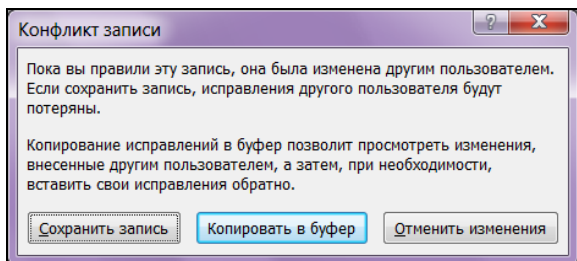 Конфликт записи
Пока вы правили эту запись, она была изменена другим пользователем.
Если сохранить запись, исправления другого пользователя будут
потеряны.
Копирование исправлений в буфер позволит просмотреть изменения,
внесенные другим пользователем, а затем, при необходимости,
вставить свои исправления обратно.
Сохранить запись Копировать в буфер Отменить изменения